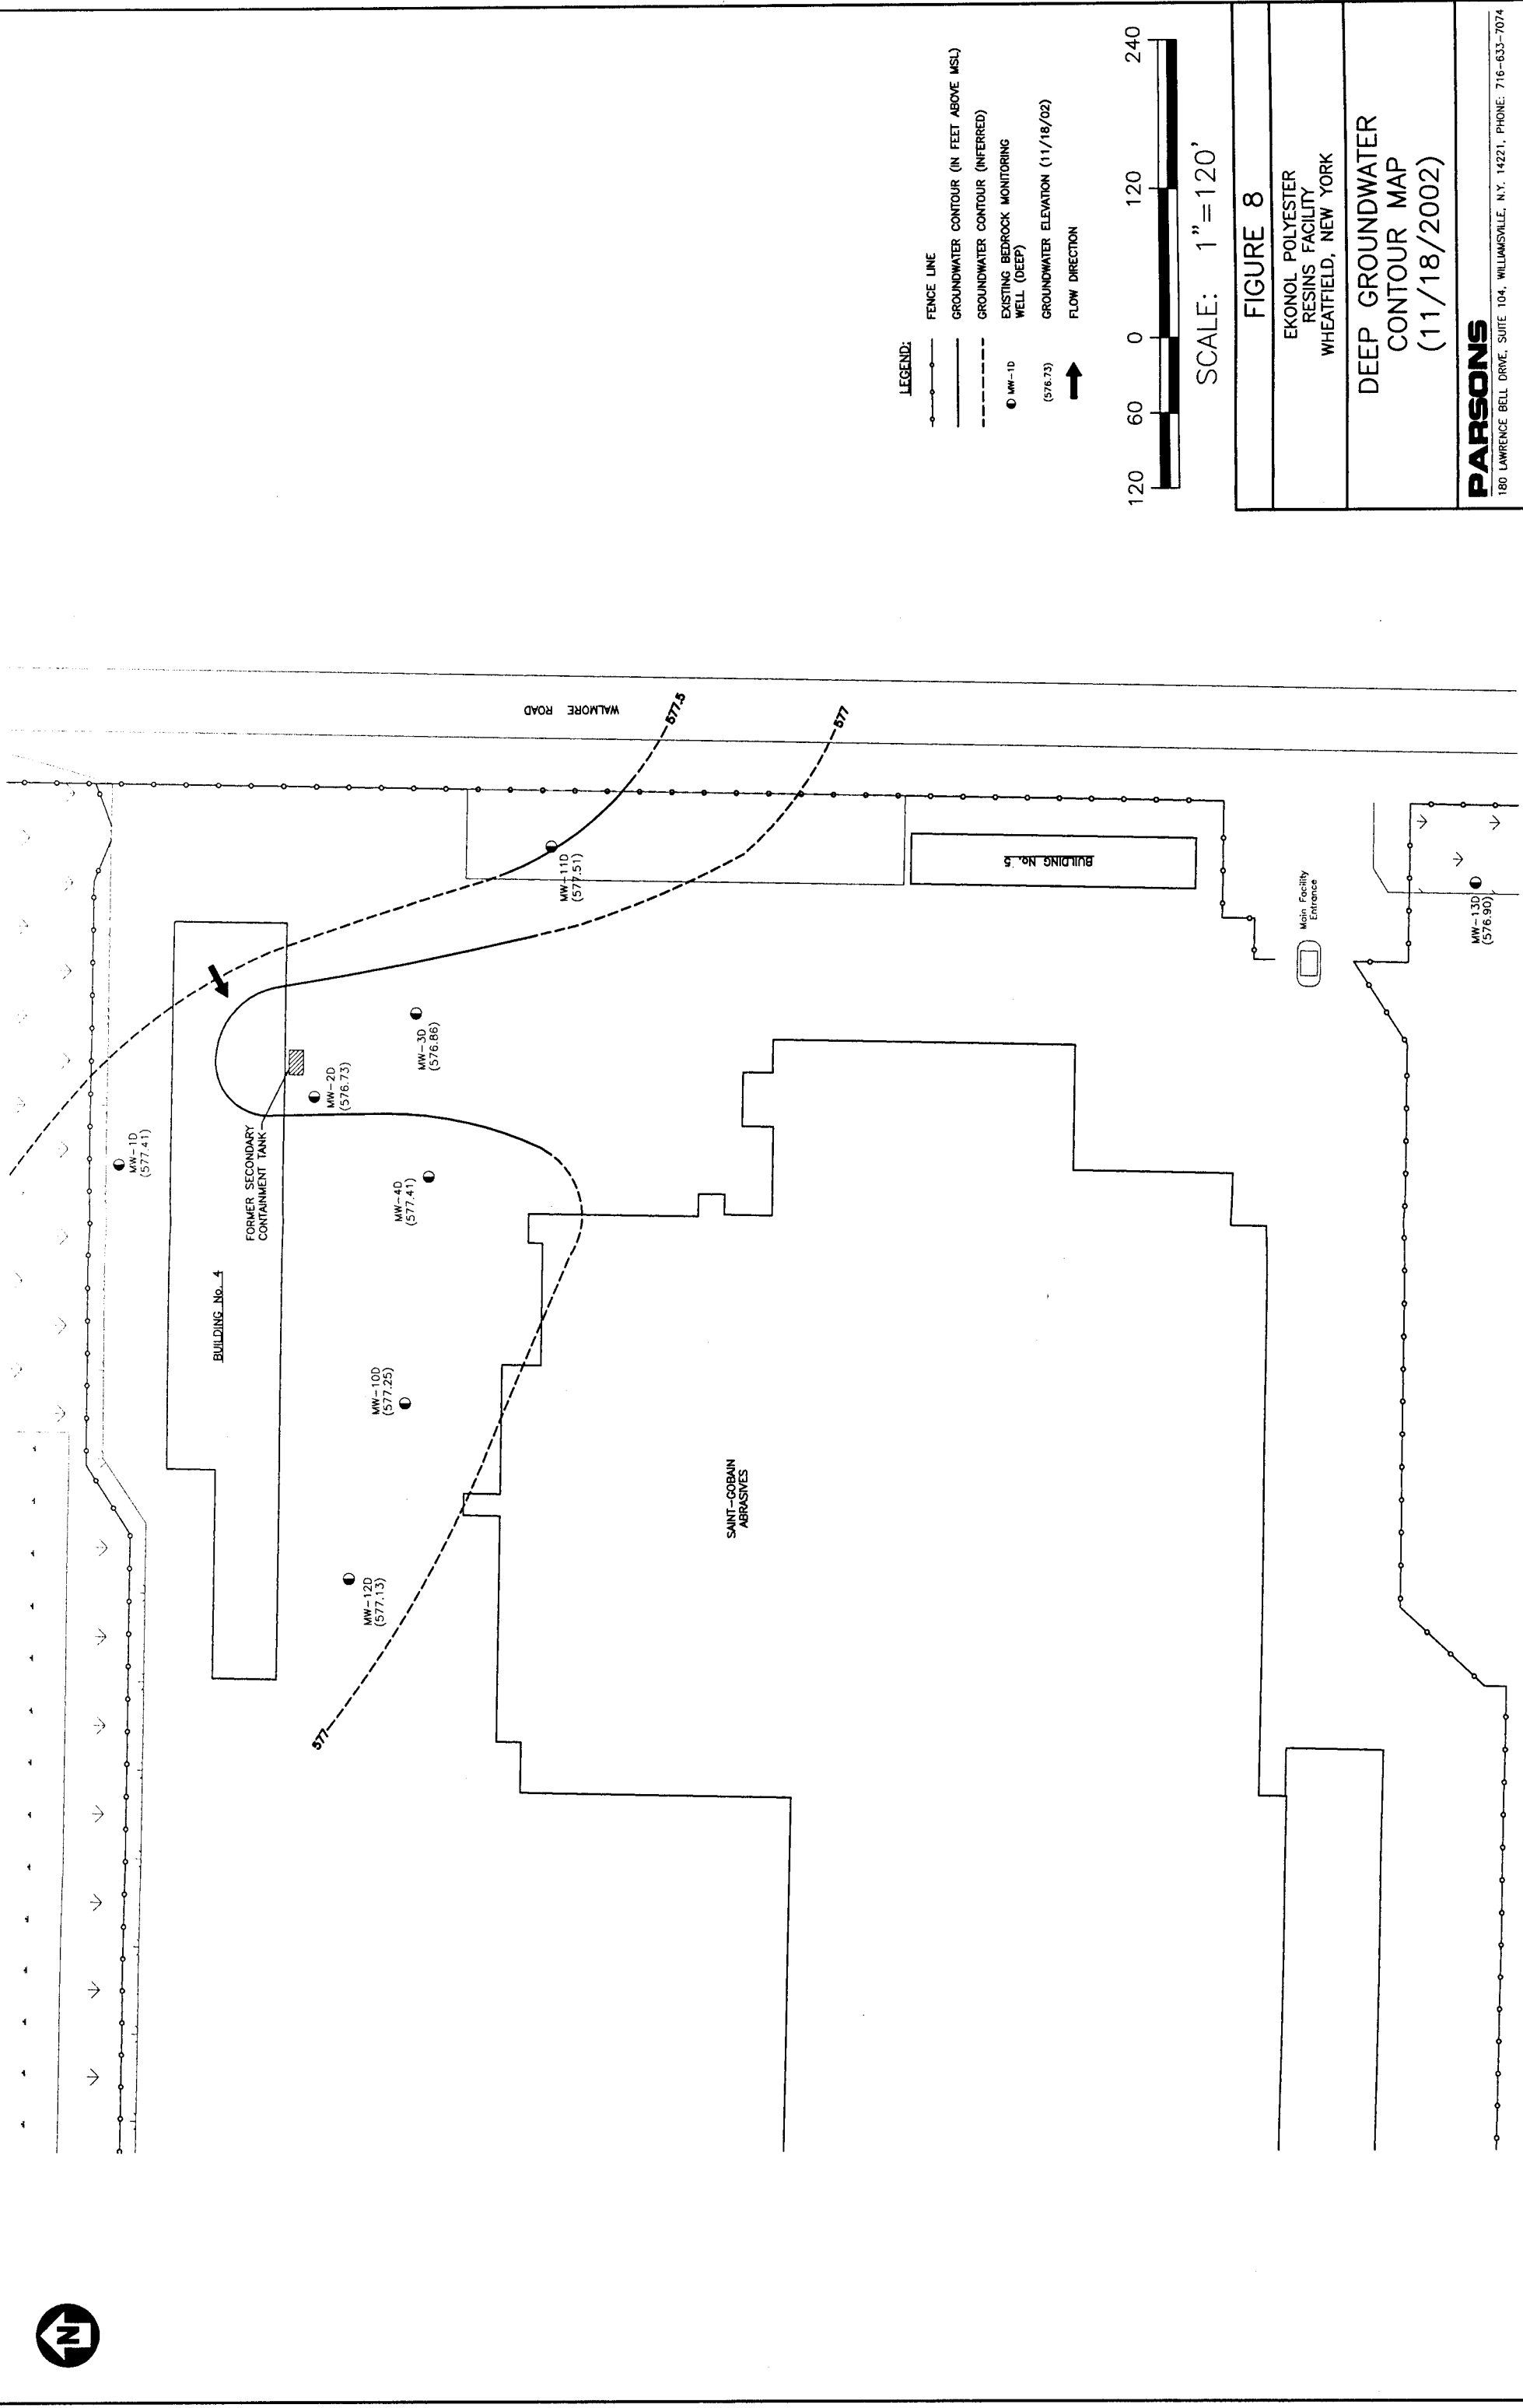 N
WALMORE ROAD
577.5
577
MW-11D
(577.51)
BUILDING No. 5
Main Facility
Entrance
MW-13D
(576.90)
MW-3D
(576.86)
MW-2D
(576.73)
MW-1D
(577.41)
FORMER SECONDARY
CONTAINMENT TANK
MW-4D
(577.41)
BUILDING No. 4
MW-10D
(577.25)
MW-12D
(577.13)
577
SAINT-GOBAIN
ABRASIVES
LEGEND:
FENCE LINE
GROUNDWATER CONTOUR (IN FEET ABOVE MSL)
GROUNDWATER CONTOUR (INFERRED)
MW-1D EXISTING BEDROCK MONITORING
WELL (DEEP)
(576.73) GROUNDWATER ELEVATION (11/18/02)
FLOW DIRECTION
120 60 0 120 240
SCALE: 1"=120'
FIGURE 8
EKONOL POLYESTER
RESINS FACILITY
WHEATFIELD, NEW YORK
DEEP GROUNDWATER
CONTOUR MAP
(11/18/2002)
PARSONS
180 LAWRENCE BELL DRIVE, SUITE 104, WILLIAMSVILLE, N.Y. 14221, PHONE: 716-633-7074